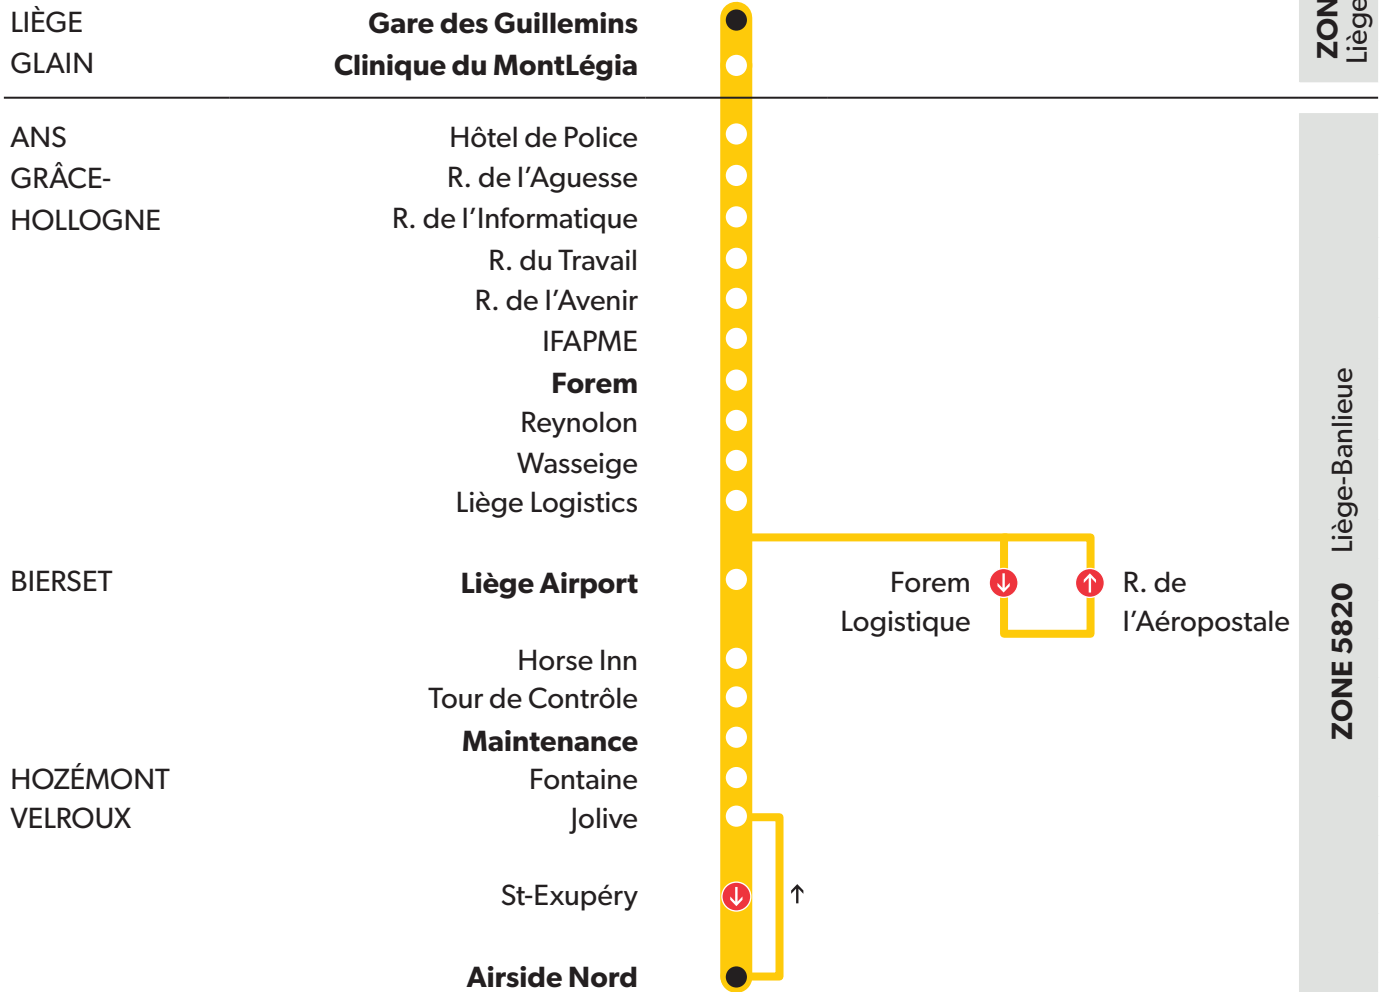 LIÈGE Gare des Guillemins
GLAIN Clinique du MontLégia
ANS Hôtel de Police
GRÂCE- R. de l’Aguesse
HOLLOGNE R. de l’Informatique
R. du Travail
R. de l’Avenir
IFAPME
Forem
Reynolon
Wasseige
Liège Logistics
BIERSET Liège Airport
Forem
Logistique
R. de
l’Aéropostale
Horse Inn
Tour de Contrôle
Maintenance
HOZÉMONT Fontaine
VELROUX Jolive
St-Exupéry
Airside Nord
ZON
Liège
ZONE 5820 Liège-Banlieue